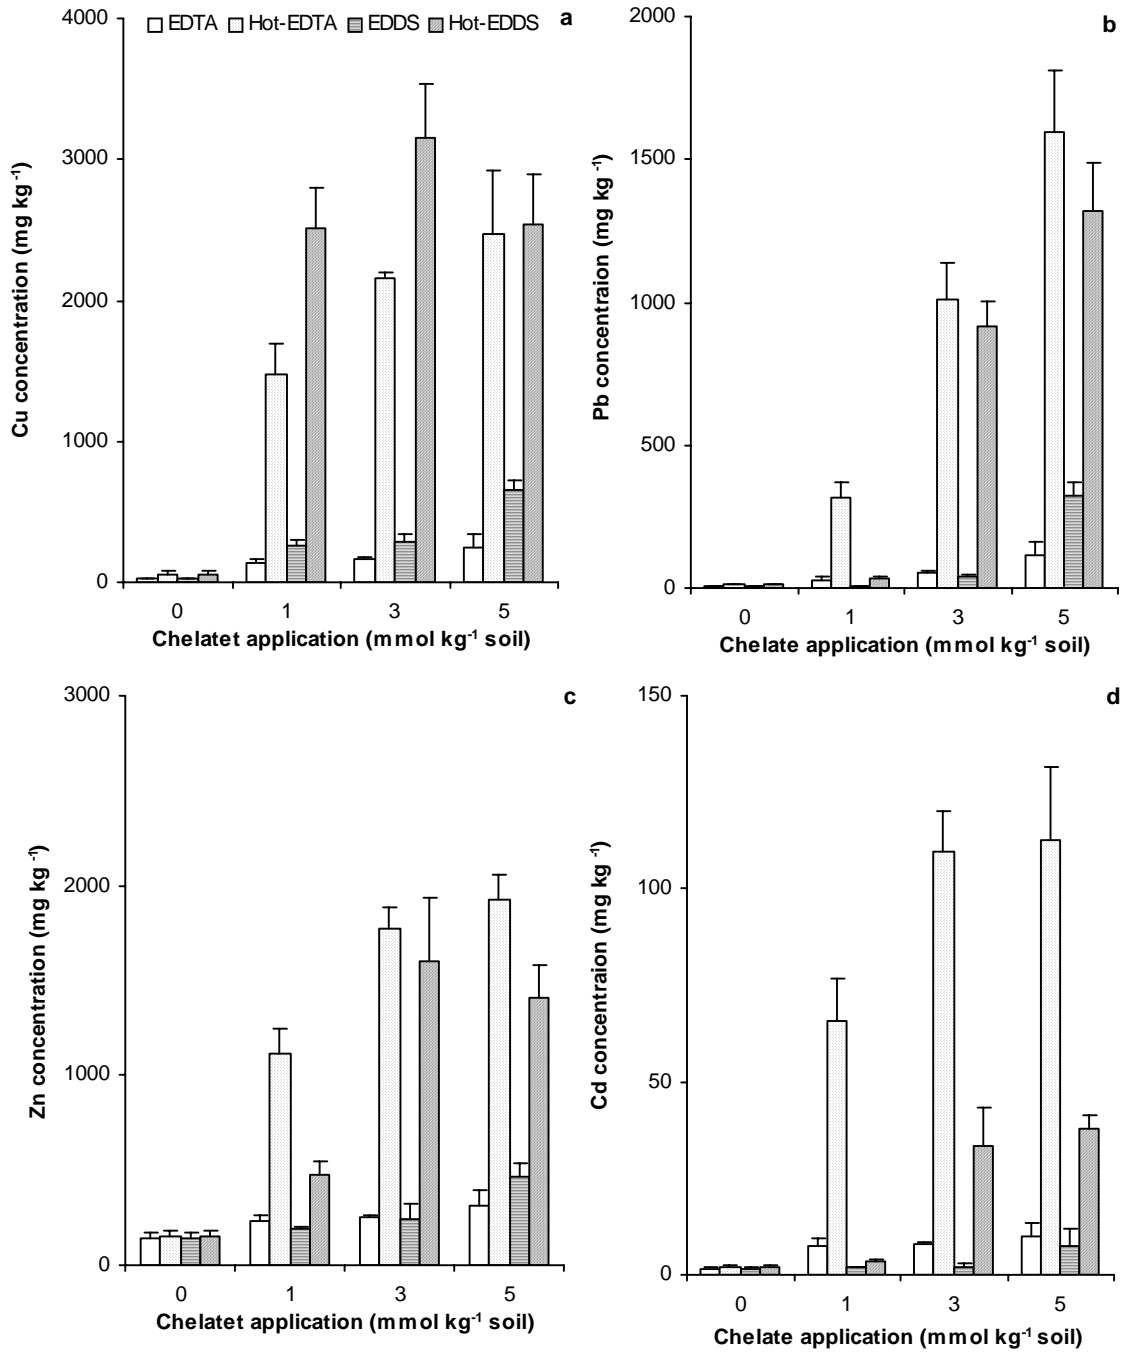 EDTA Hot-EDTA EDDS Hot-EDDS
a
4000
3000
2000
1000
0
Cu concentration (mg kg-1)
0 1 3 5
Chelatet application (mmol kg-1 soil)
b
2000
1500
1000
500
0
Pb concentraion (mg kg-1)
0 1 3 5
Chelate application (mmol kg-1 soil)
c
3000
2000
1000
0
Zn concentration (mg kg-1)
0 1 3 5
Chelatet application (mmol kg-1 soil)
d
150
100
50
0
Cd concentraion (mg kg-1)
0 1 3 5
Chelate application (mmol kg-1 soil)